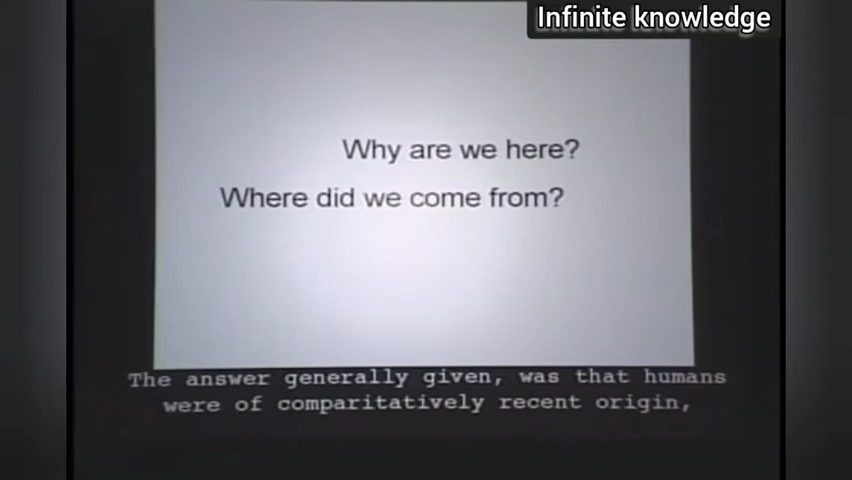 Infinite knowledge
Why are we here?
Where did we come from?
The answer generally given, was that humans
were of comparitatively recent origin,